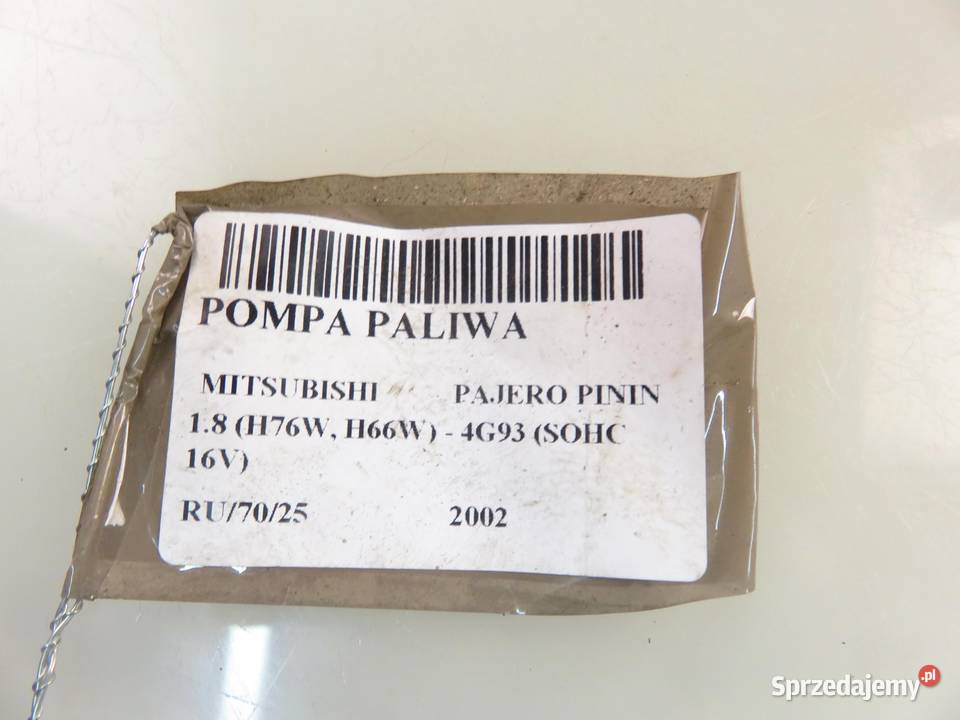 POMPA PALIWA
MITSUBISHI PAJERO PININ
1.8 (H76W, H66W) - 4G93 (SOHC
16V)
RU/70/25 2002
Sprzedajemy.pl